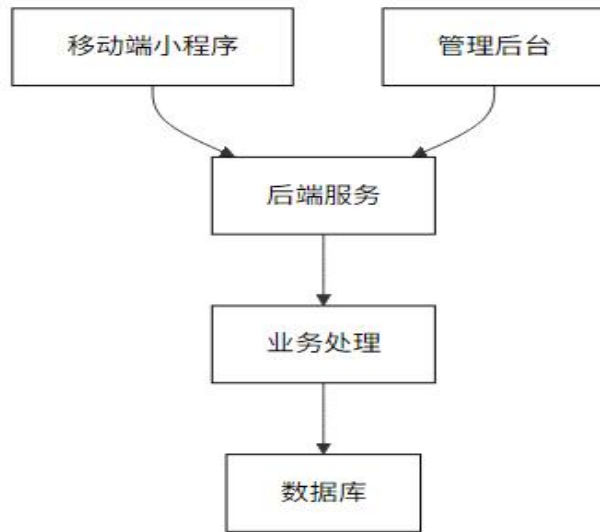 移动端小程序
管理后台
后端服务
业务处理
数据库